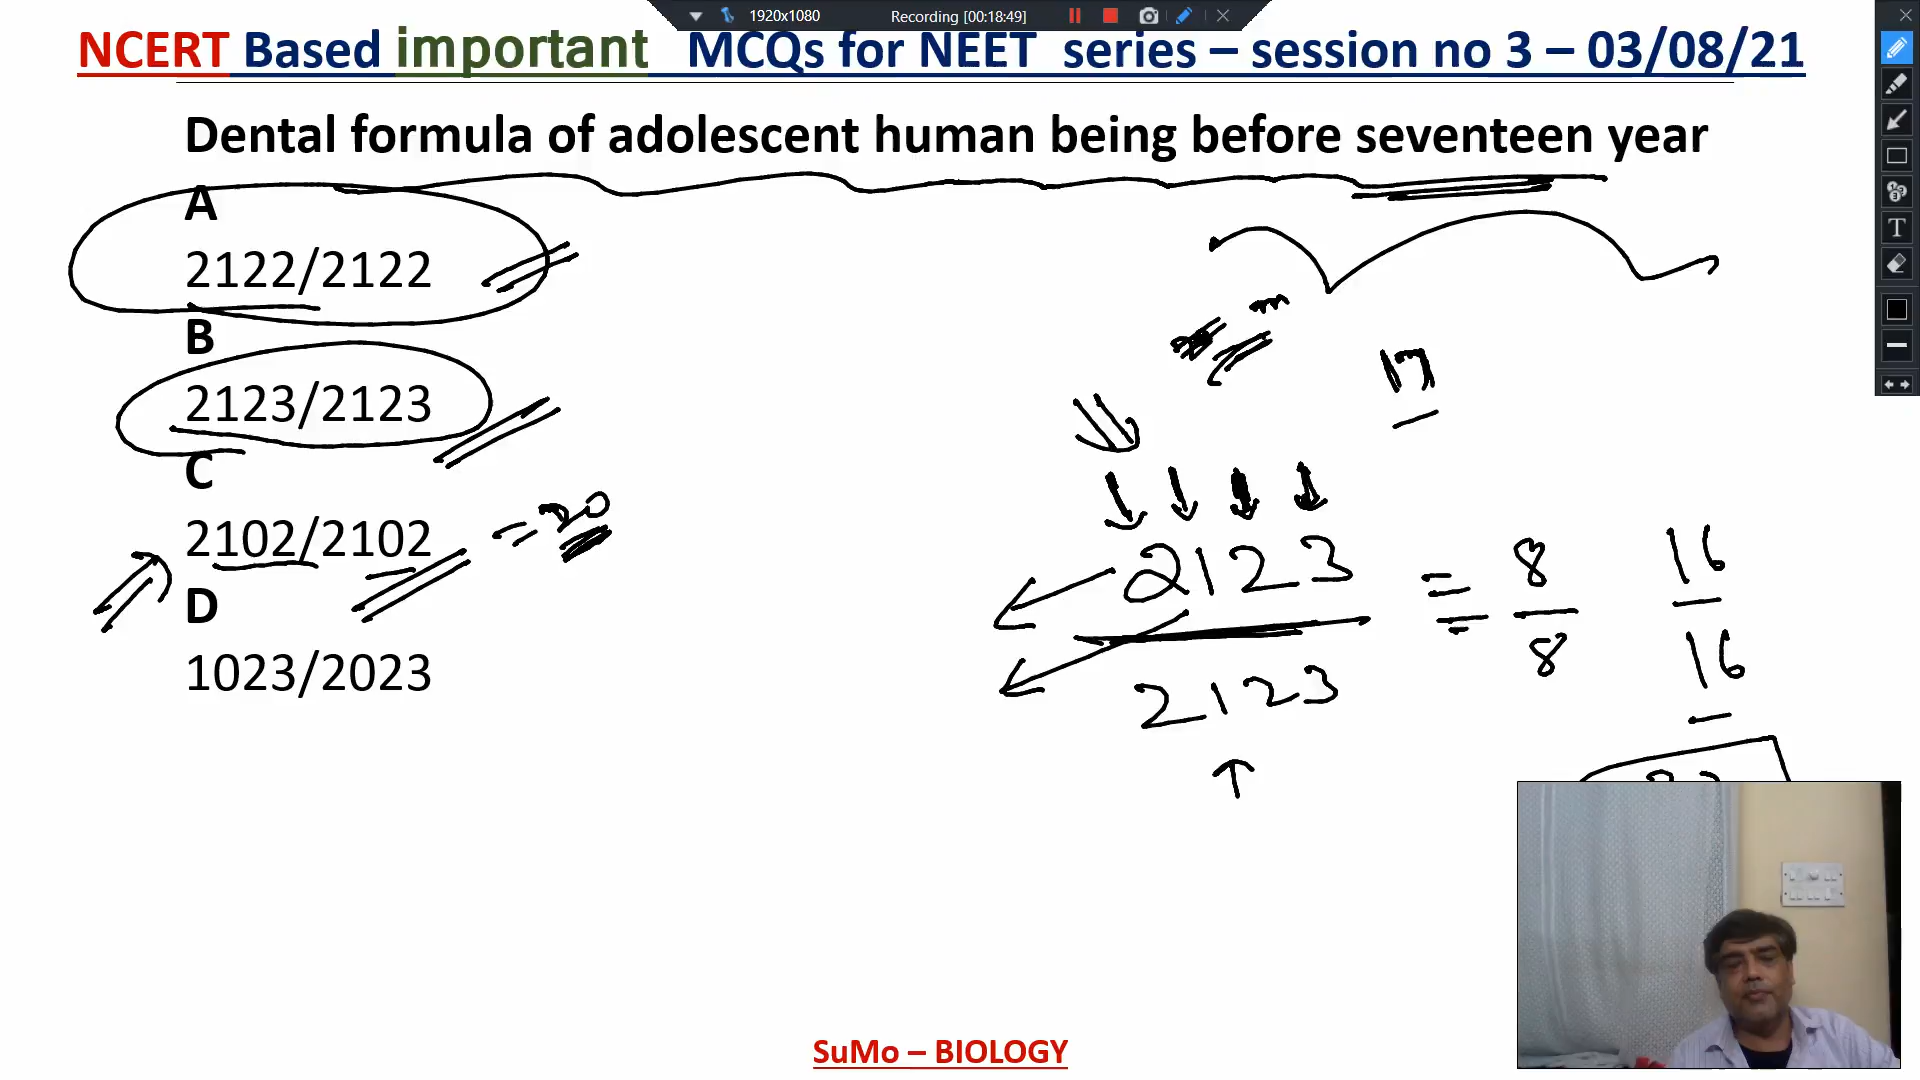 1920x1080 Recording [00:18:49]
NCERT Based important MCQs for NEET series – session no 3 – 03/08/21
Dental formula of adolescent human being before seventeen year
A
2122/2122
B
2123/2123
C
2102/2102 = 20
D
1023/2023
17
2123 = 8 16
2123 8 16
SuMo – BIOLOGY